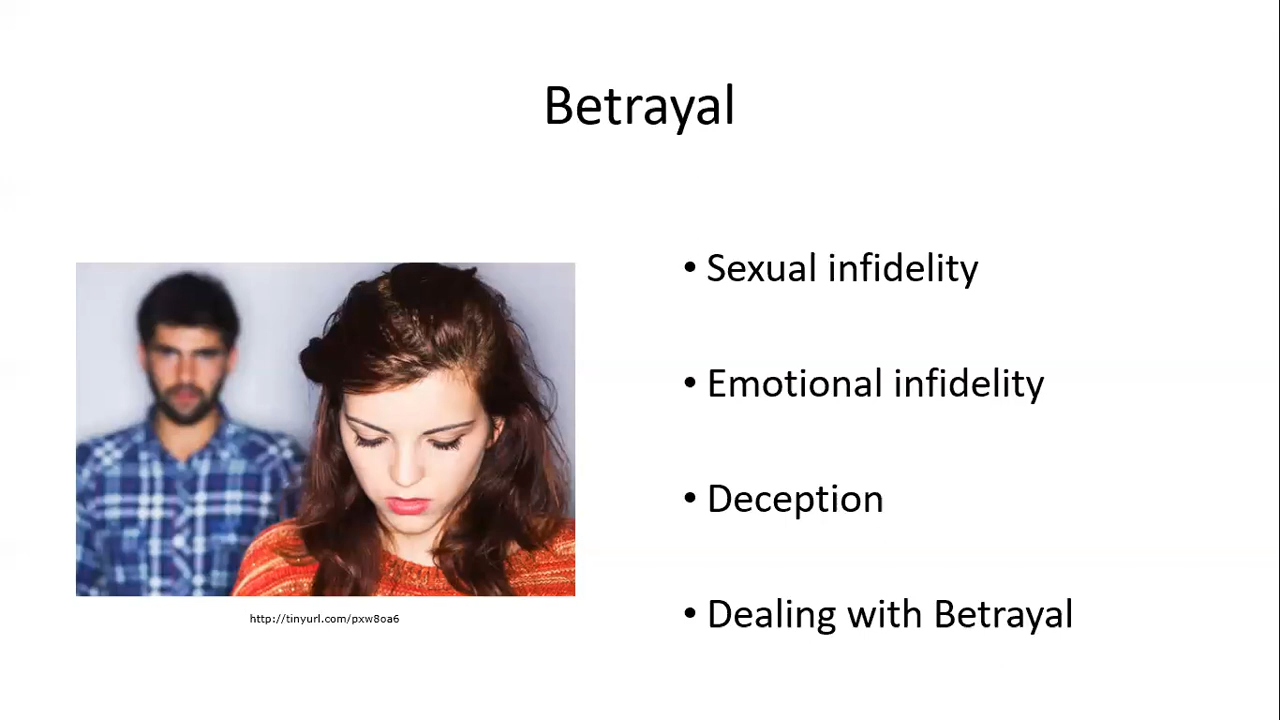 Betrayal
• Sexual infidelity
• Emotional infidelity
• Deception
• Dealing with Betrayal
http://tinyurl.com/pxw8oa6